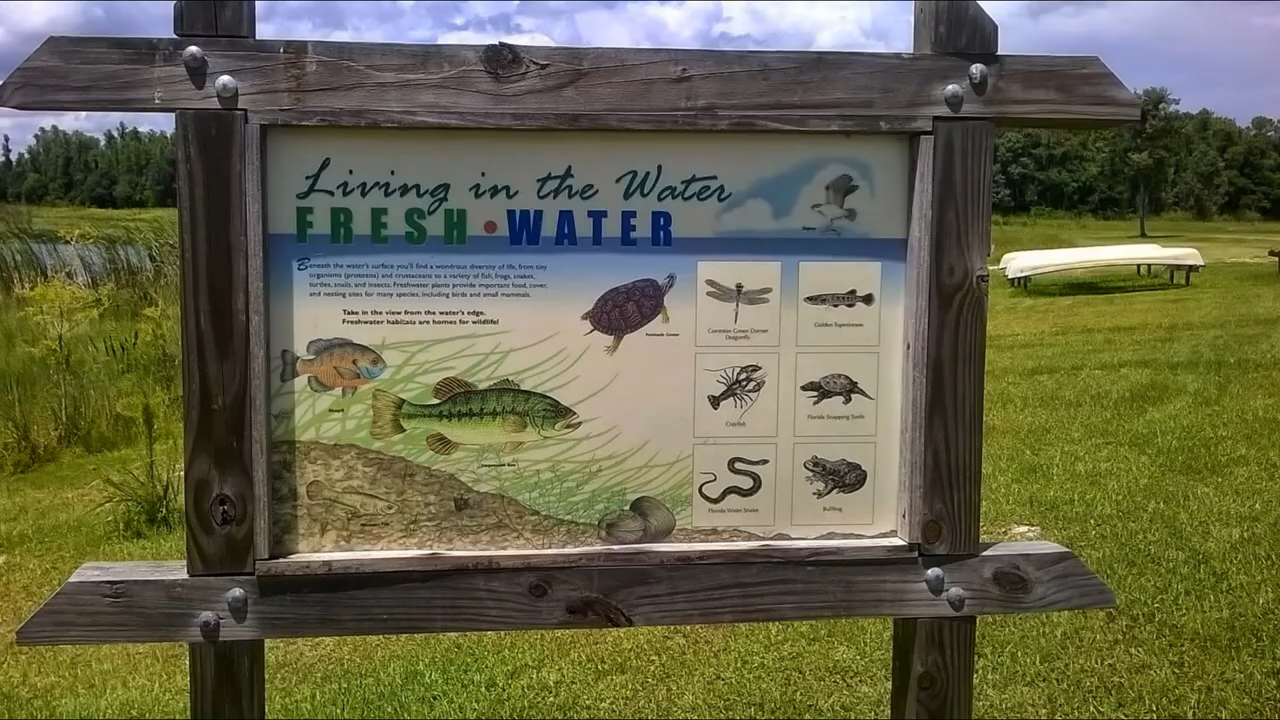 Living in the Water
FRESH • WATER
Beneath the water's surface you'll find a wondrous diversity of life, from tiny
organisms (protozoa) and crustaceans to a variety of fish, frogs, snakes,
turtles, snails, and insects. Freshwater plants provide important food, cover,
and nesting sites for many species, including birds and small mammals.
Take in the view from the water's edge.
Freshwater habitats are homes for wildlife!
Peninsula Cooter
Bluegill
Largemouth Bass
Common Green Darner
Dragonfly
Golden Topminnow
Crayfish
Florida Snapping Turtle
Florida Water Snake
Bullfrog